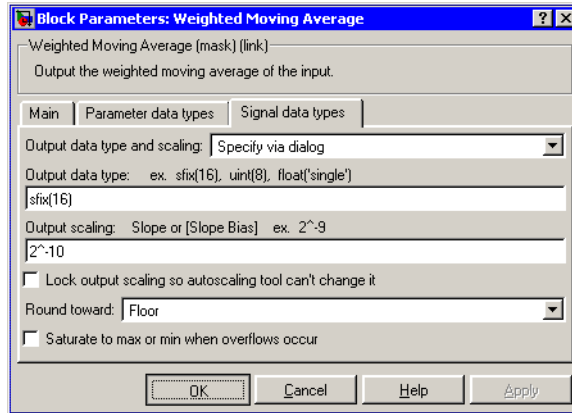 Block Parameters: Weighted Moving Average
Weighted Moving Average (mask) (link)
Output the weighted moving average of the input.
Main Parameter data types Signal data types
Output data type and scaling: Specify via dialog
Output data type: ex. sfix(16), uint(8), float('single')
sfix(16)
Output scaling: Slope or [Slope Bias] ex. 2^-9
2^-10
Lock output scaling so autoscaling tool can't change it
Round toward: Floor
Saturate to max or min when overflows occur
OK Cancel Help Apply